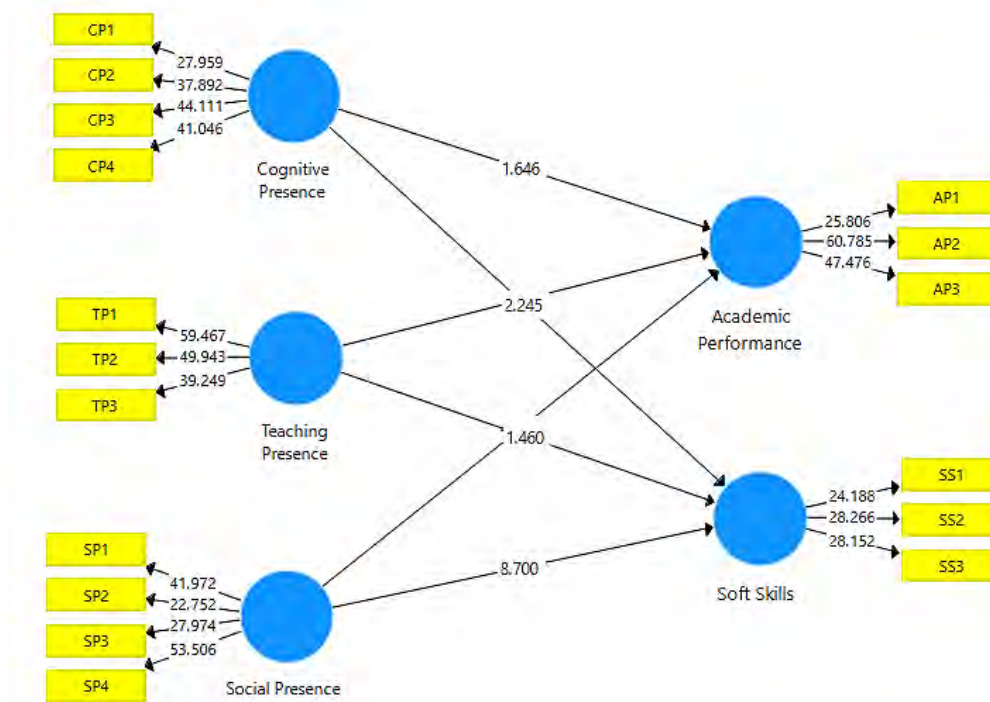 CP1
CP2
CP3
CP4
27.959
37.892
44.111
41.046
Cognitive
Presence
TP1
TP2
TP3
59.467
49.943
39.249
Teaching
Presence
SP1
SP2
SP3
SP4
41.972
22.752
27.974
53.506
Social Presence
1.646
2.245
1.460
8.700
Academic
Performance
25.806
60.785
47.476
AP1
AP2
AP3
Soft Skills
24.188
28.266
28.152
SS1
SS2
SS3